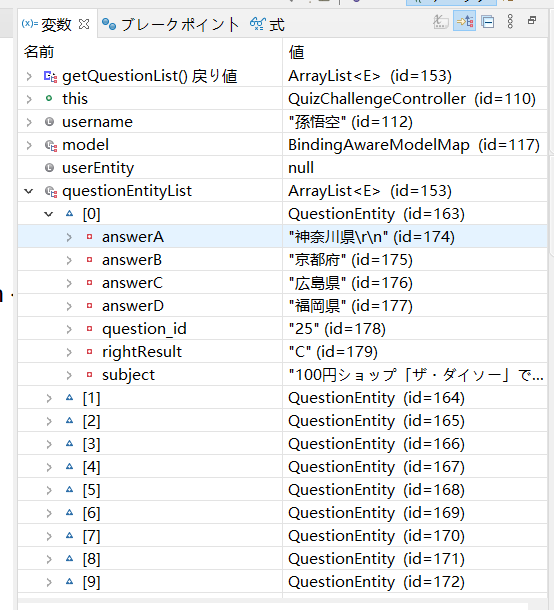 (x)= 変数 ブレークポイント 式
名前 値
getQuestionList() 戻り値 ArrayList<E> (id=153)
this QuizChallengeController (id=110)
username "孫悟空" (id=112)
model BindingAwareModelMap (id=117)
userEntity null
questionEntityList ArrayList<E> (id=153)
[0] QuestionEntity (id=163)
answerA "神奈川県\r\n" (id=174)
answerB "京都府" (id=175)
answerC "広島県" (id=176)
answerD "福岡県" (id=177)
question_id "25" (id=178)
rightResult "C" (id=179)
subject "100円ショップ「ザ・ダイソー」で...
[1] QuestionEntity (id=164)
[2] QuestionEntity (id=165)
[3] QuestionEntity (id=166)
[4] QuestionEntity (id=167)
[5] QuestionEntity (id=168)
[6] QuestionEntity (id=169)
[7] QuestionEntity (id=170)
[8] QuestionEntity (id=171)
[9] QuestionEntity (id=172)